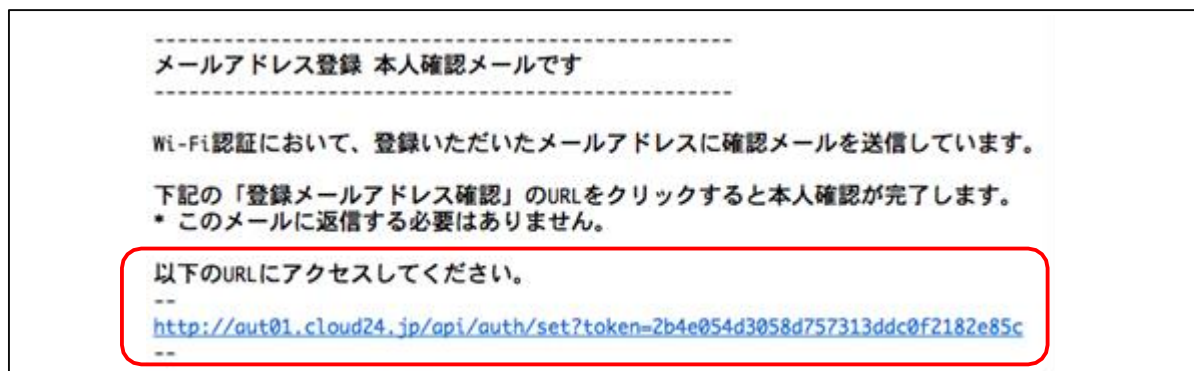 --------------------------------------------------
メールアドレス登録 本人確認メールです
--------------------------------------------------
Wi-Fi認証において、登録いただいたメールアドレスに確認メールを送信しています。
下記の「登録メールアドレス確認」のURLをクリックすると本人確認が完了します。
* このメールに返信する必要はありません。
以下のURLにアクセスしてください。
--
http://aut01.cloud24.jp/api/auth/set?token=2b4e054d3058d757313ddc0f2182e85c
--